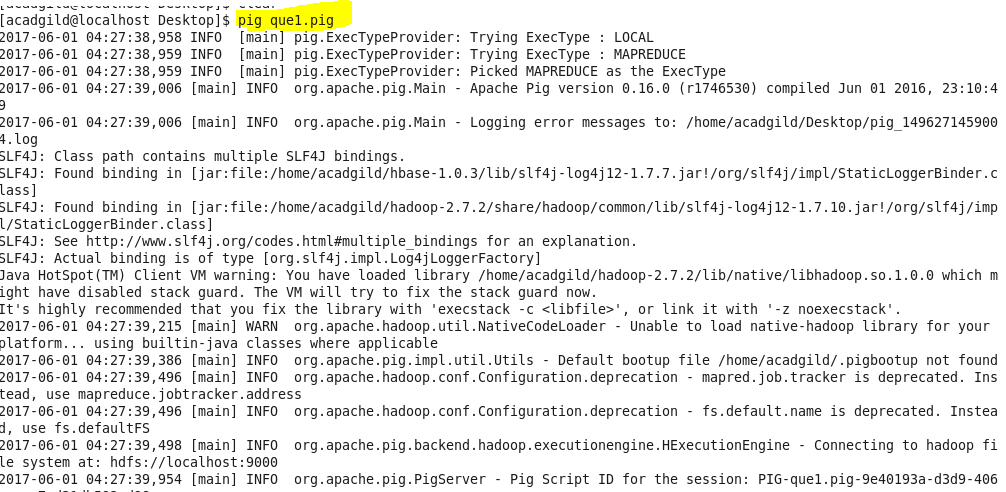 [acadgild@localhost Desktop]$ clear
[acadgild@localhost Desktop]$ pig que1.pig
2017-06-01 04:27:38,958 INFO  [main] pig.ExecTypeProvider: Trying ExecType : LOCAL
2017-06-01 04:27:38,959 INFO  [main] pig.ExecTypeProvider: Trying ExecType : MAPREDUCE
2017-06-01 04:27:38,959 INFO  [main] pig.ExecTypeProvider: Picked MAPREDUCE as the ExecType
2017-06-01 04:27:39,006 [main] INFO  org.apache.pig.Main - Apache Pig version 0.16.0 (r1746530) compiled Jun 01 2016, 23:10:4
9
2017-06-01 04:27:39,006 [main] INFO  org.apache.pig.Main - Logging error messages to: /home/acadgild/Desktop/pig_149627145900
4.log
SLF4J: Class path contains multiple SLF4J bindings.
SLF4J: Found binding in [jar:file:/home/acadgild/hbase-1.0.3/lib/slf4j-log4j12-1.7.7.jar!/org/slf4j/impl/StaticLoggerBinder.c
lass]
SLF4J: Found binding in [jar:file:/home/acadgild/hadoop-2.7.2/share/hadoop/common/lib/slf4j-log4j12-1.7.10.jar!/org/slf4j/imp
l/StaticLoggerBinder.class]
SLF4J: See http://www.slf4j.org/codes.html#multiple_bindings for an explanation.
SLF4J: Actual binding is of type [org.slf4j.impl.Log4jLoggerFactory]
Java HotSpot(TM) Client VM warning: You have loaded library /home/acadgild/hadoop-2.7.2/lib/native/libhadoop.so.1.0.0 which m
ight have disabled stack guard. The VM will try to fix the stack guard now.
It's highly recommended that you fix the library with 'execstack -c <libfile>', or link it with '-z noexecstack'.
2017-06-01 04:27:39,215 [main] WARN  org.apache.hadoop.util.NativeCodeLoader - Unable to load native-hadoop library for your 
platform... using builtin-java classes where applicable
2017-06-01 04:27:39,386 [main] INFO  org.apache.pig.impl.util.Utils - Default bootup file /home/acadgild/.pigbootup not found
2017-06-01 04:27:39,496 [main] INFO  org.apache.hadoop.conf.Configuration.deprecation - mapred.job.tracker is deprecated. Ins
tead, use mapreduce.jobtracker.address
2017-06-01 04:27:39,496 [main] INFO  org.apache.hadoop.conf.Configuration.deprecation - fs.default.name is deprecated. Instea
d, use fs.defaultFS
2017-06-01 04:27:39,498 [main] INFO  org.apache.pig.backend.hadoop.executionengine.HExecutionEngine - Connecting to hadoop fi
le system at: hdfs://localhost:9000
2017-06-01 04:27:39,954 [main] INFO  org.apache.pig.PigServer - Pig Script ID for the session: PIG-que1.pig-9e40193a-d3d9-406